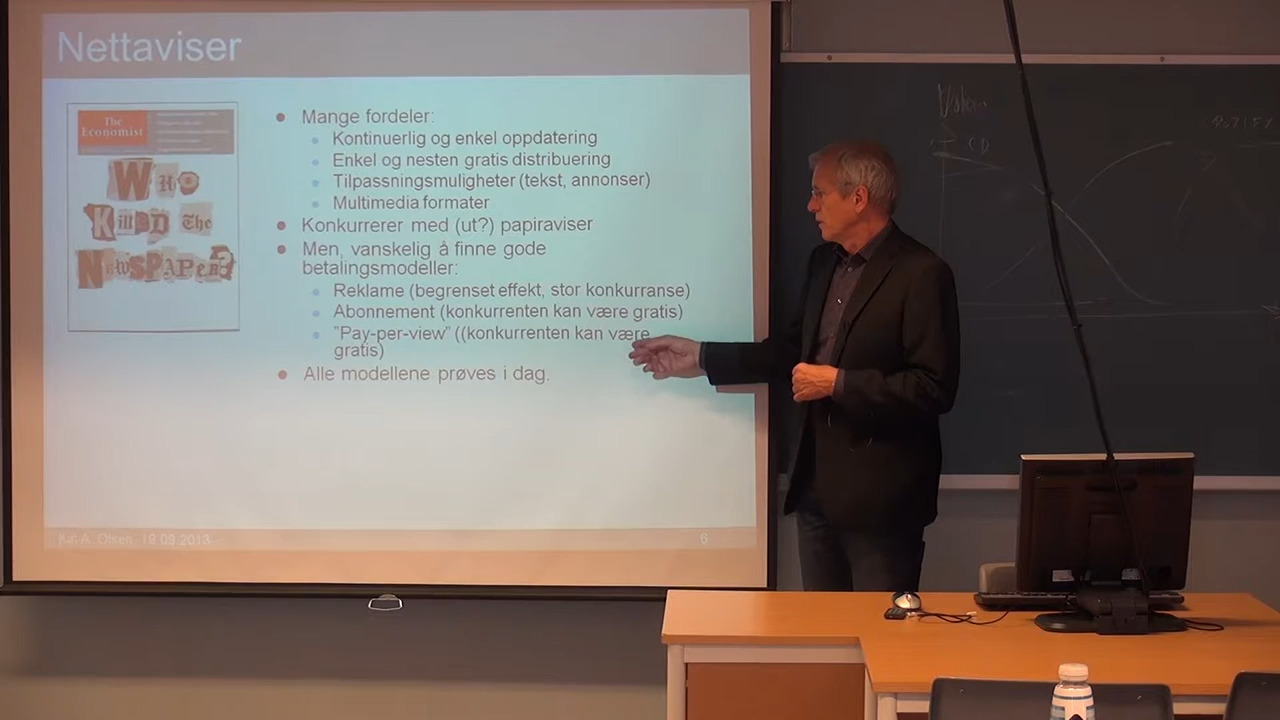 Nettaviser
The
Economist
Who
Killed The
NewsPaper?
Mange fordeler:
Kontinuerlig og enkel oppdatering
Enkel og nesten gratis distribuering
Tilpassningsmuligheter (tekst, annonser)
Multimedia formater
Konkurrerer med (ut?) papiraviser
Men, vanskelig å finne gode
betalingsmodeller:
Reklame (begrenset effekt, stor konkurranse)
Abonnement (konkurrenten kan være gratis)
"Pay-per-view" ((konkurrenten kan være
gratis)
Alle modellene prøves i dag.
Kai A. Olsen, 19.09.2013
6
CD